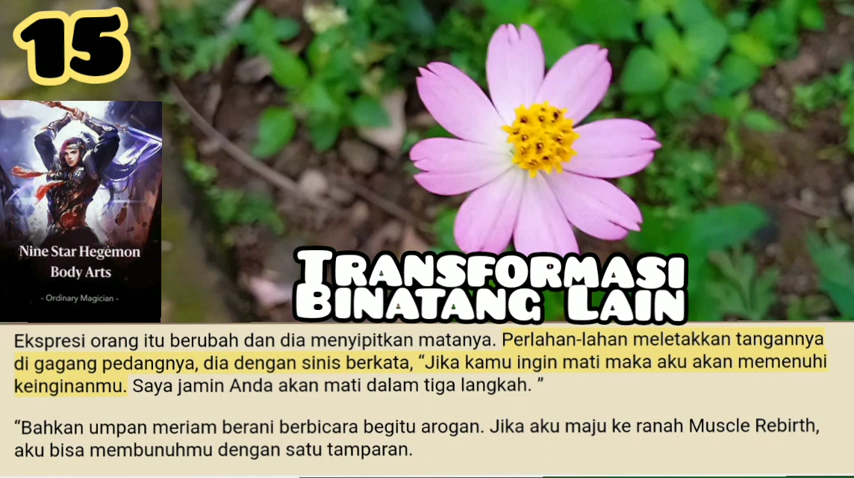 15
Nine Star Hegemon
Body Arts
- Ordinary Magician -
TRANSFORMASI
BINATANG LAIN
Ekspresi orang itu berubah dan dia menyipitkan matanya. Perlahan-lahan meletakkan tangannya
di gagang pedangnya, dia dengan sinis berkata, “Jika kamu ingin mati maka aku akan memenuhi
keinginanmu. Saya jamin Anda akan mati dalam tiga langkah. ”
“Bahkan umpan meriam berani berbicara begitu arogan. Jika aku maju ke ranah Muscle Rebirth,
aku bisa membunuhmu dengan satu tamparan.